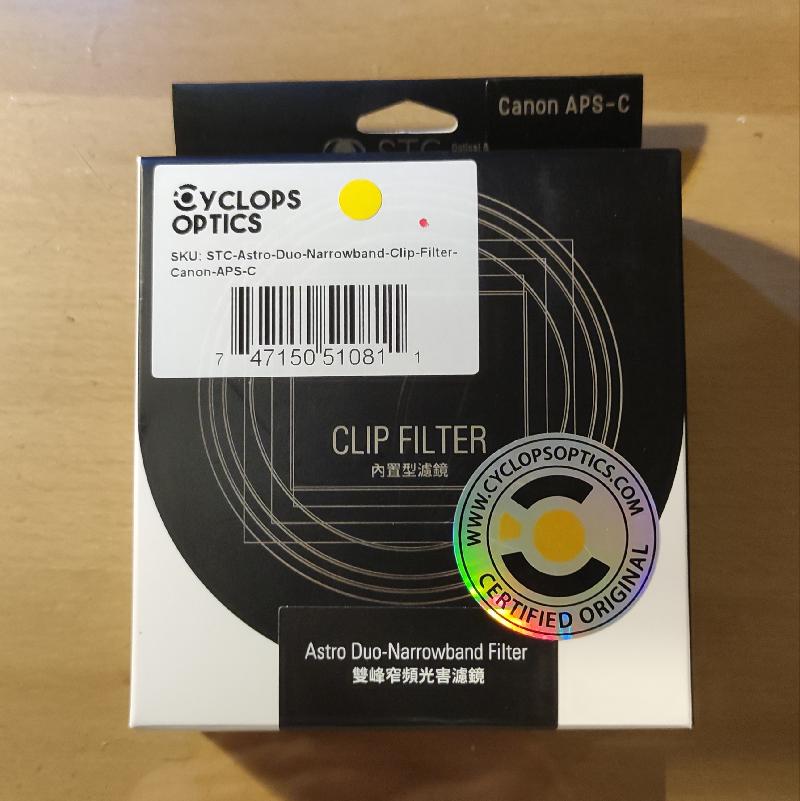 Canon APS-C
STC Optical &
CYCLOPS
OPTICS
SKU: STC-Astro-Duo-Narrowband-Clip-Filter-
Canon-APS-C
7 47150 51081 1
CLIP FILTER
內置型濾鏡
WWW.CYCLOPSOPTICS.COM
CERTIFIED ORIGINAL
Astro Duo-Narrowband Filter
雙峰窄頻光害濾鏡